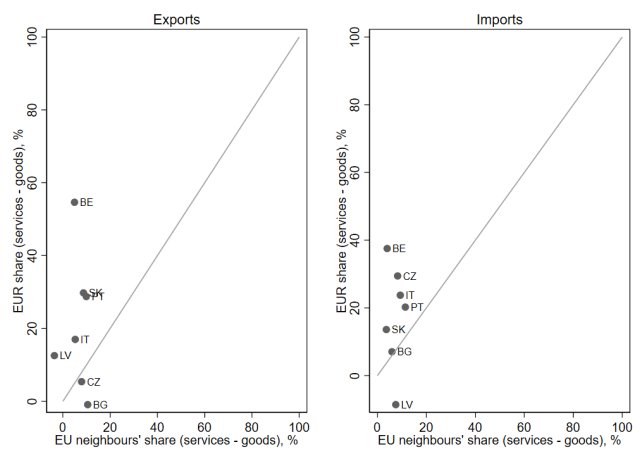 Exports
EUR share (services - goods), %
100
80
60
40
20
0
BE
SK
PT
IT
LV
CZ
BG
0 20 40 60 80 100
EU neighbours' share (services - goods), %
Imports
EUR share (services - goods), %
100
80
60
40
20
0
BE
CZ
IT
PT
SK
BG
LV
0 20 40 60 80 100
EU neighbours' share (services - goods), %